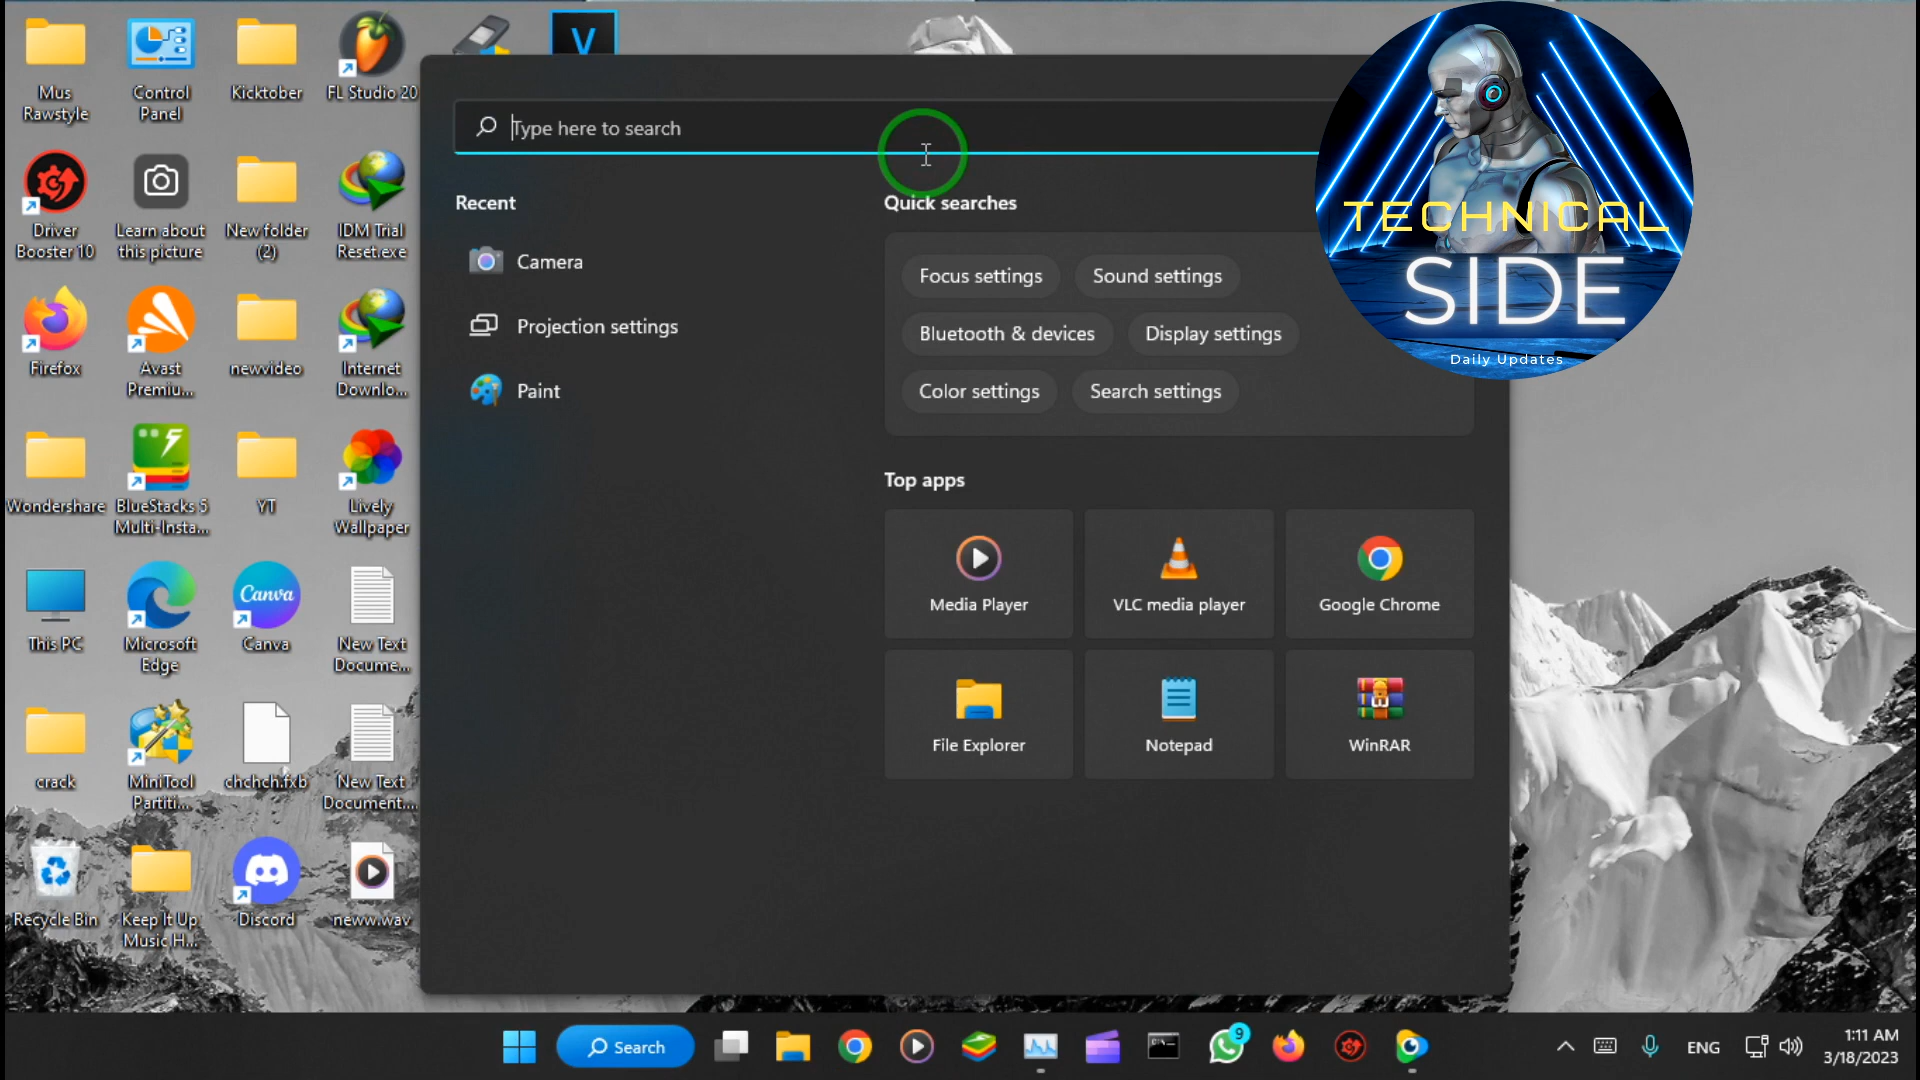 Mus
Rawstyle
Control
Panel
Kicktober
FL Studio 20
V
Driver
Booster 10
Learn about
this picture
New folder
(2)
IDM Trial
Reset.exe
Firefox
Avast
Premiu...
newvideo
Internet
Downlo...
Wondershare
BlueStacks 5
Multi-Insta...
YT
Lively
Wallpaper
This PC
Microsoft
Edge
Canva
Canva
New Text
Docume...
crack
MiniTool
Partiti...
chchch.fxb
New Text
Document....
Recycle Bin
Keep It Up
Music H...
Discord
neww.wav
Type here to search
Recent
Camera
Projection settings
Paint
Quick searches
Focus settings
Sound settings
Bluetooth & devices
Display settings
Color settings
Search settings
Top apps
Media Player
VLC media player
Google Chrome
File Explorer
Notepad
WinRAR
TECHNICAL
SIDE
Daily Updates
Search
9
ENG
1:11 AM
3/18/2023